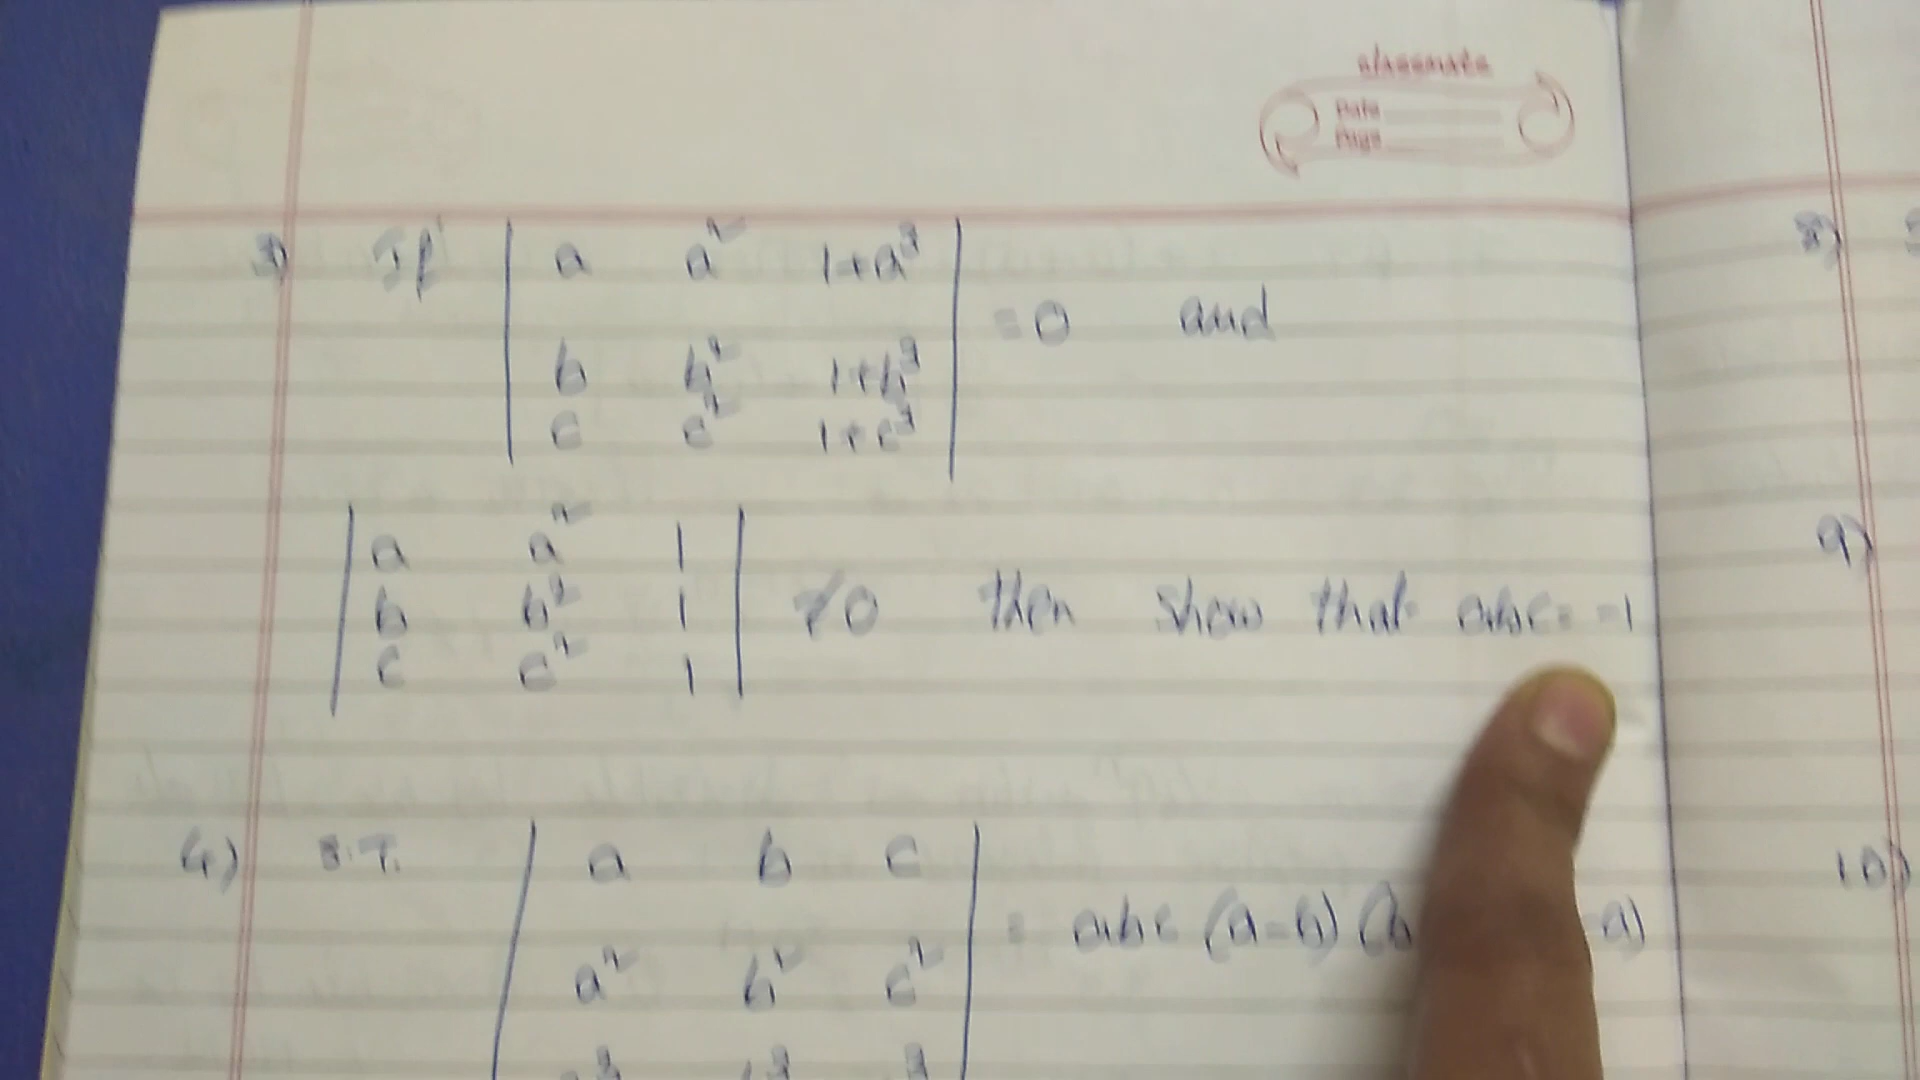 classmate
Date
Page
3) If | a a² 1+a³ |
| b b² 1+b³ | = 0 and
| c c² 1+c³ |
| a a² 1 |
| b b² 1 | ≠0 then show that abc = -1
| c c² 1 |
4) S.T. | a b c |
| a² b² c² | = abc (a-b) (b -a)
8)
9)
10)